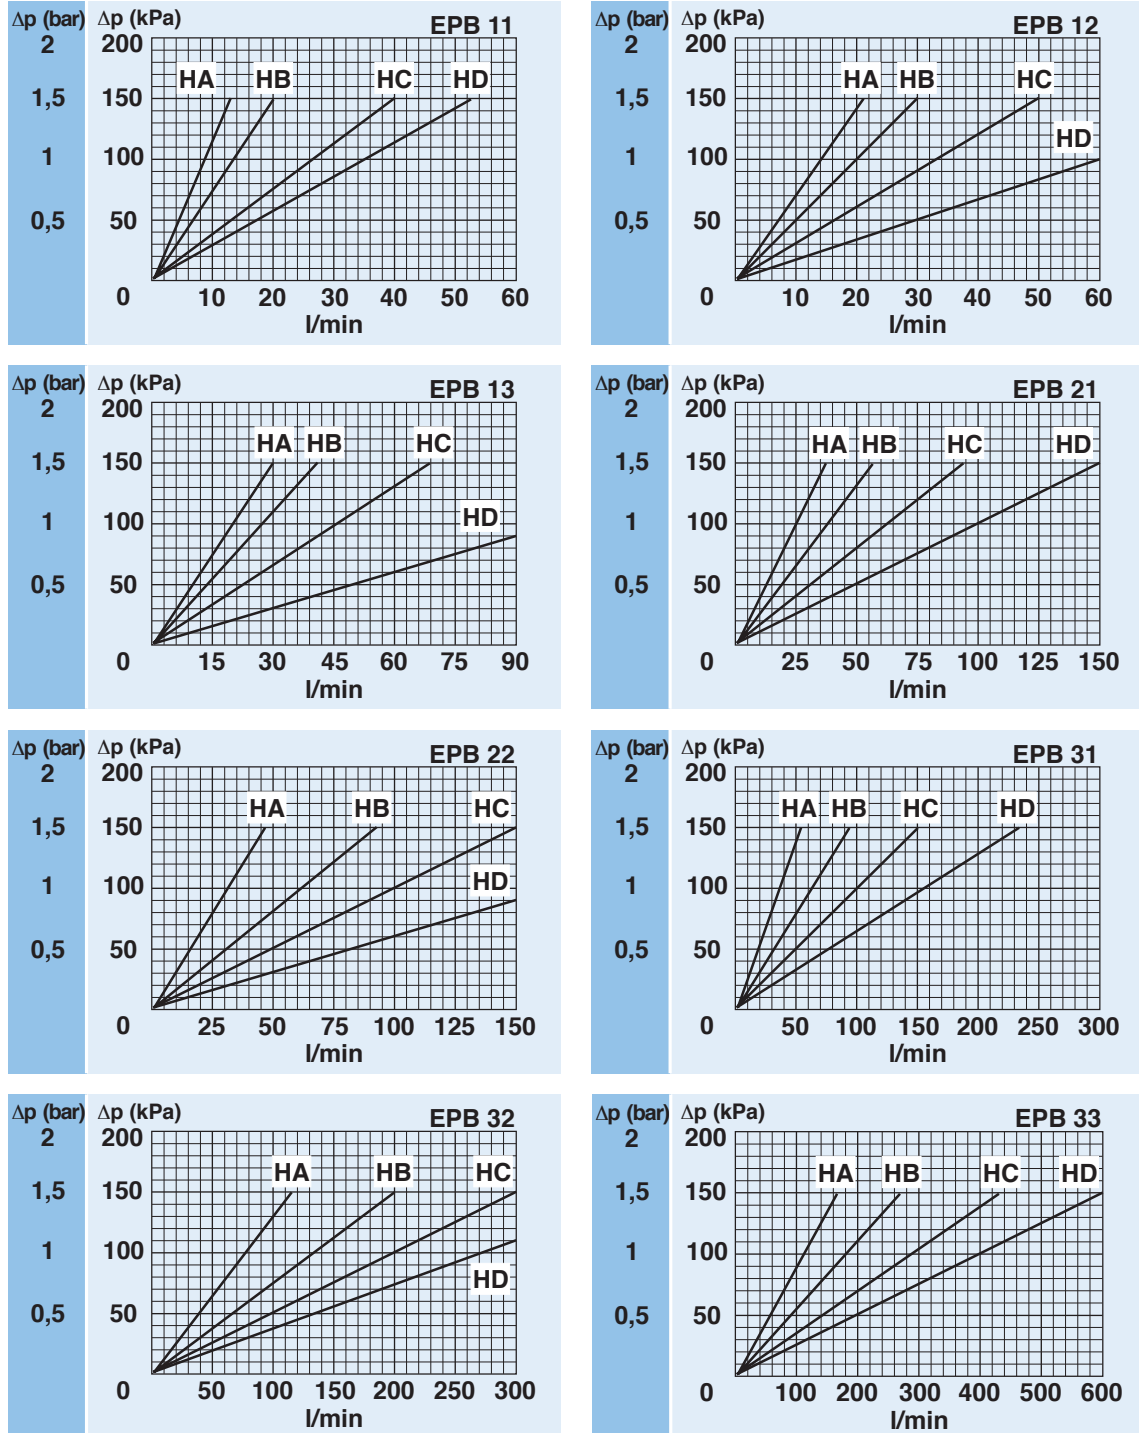 Δp (bar) Δp (kPa) EPB 11
2 200
HA HB HC HD
1,5 150
1 100
0,5 50
0 10 20 30 40 50 60
l/min
Δp (bar) Δp (kPa) EPB 12
2 200
HA HB HC
1,5 150
HD
1 100
0,5 50
0 10 20 30 40 50 60
l/min
Δp (bar) Δp (kPa) EPB 13
2 200
HA HB HC
1,5 150
HD
1 100
0,5 50
0 15 30 45 60 75 90
l/min
Δp (bar) Δp (kPa) EPB 21
2 200
HA HB HC HD
1,5 150
1 100
0,5 50
0 25 50 75 100 125 150
l/min
Δp (bar) Δp (kPa) EPB 22
2 200
HA HB HC
1,5 150
HD
1 100
0,5 50
0 25 50 75 100 125 150
l/min
Δp (bar) Δp (kPa) EPB 31
2 200
HA HB HC HD
1,5 150
1 100
0,5 50
0 50 100 150 200 250 300
l/min
Δp (bar) Δp (kPa) EPB 32
2 200
HA HB HC
1,5 150
1 100
HD
0,5 50
0 50 100 150 200 250 300
l/min
Δp (bar) Δp (kPa) EPB 33
2 200
HA HB HC HD
1,5 150
1 100
0,5 50
0 100 200 300 400 500 600
l/min